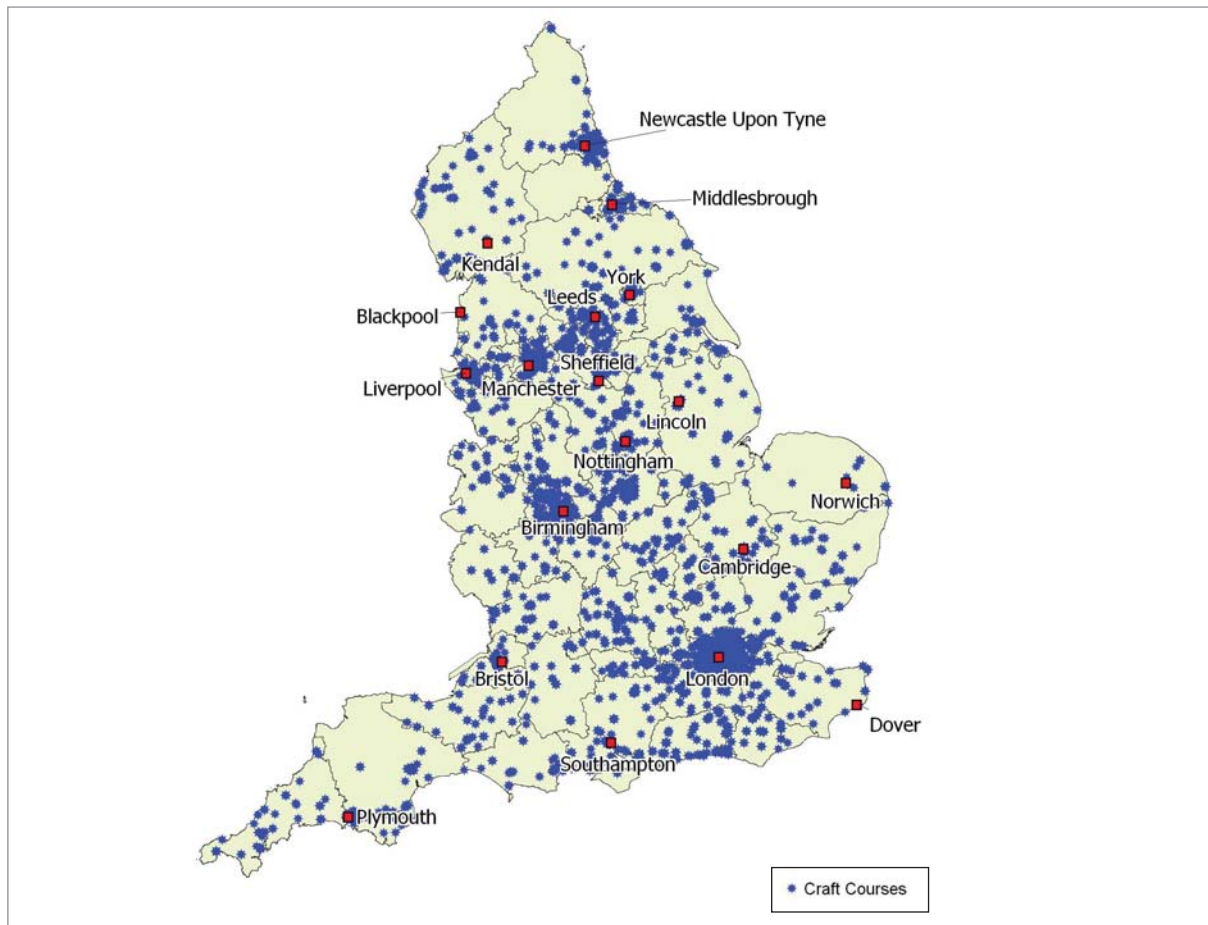 Newcastle Upon Tyne
Middlesbrough
Kendal
York
Leeds
Blackpool
Sheffield
Liverpool
Manchester
Lincoln
Nottingham
Norwich
Birmingham
Cambridge
Bristol
London
Dover
Southampton
Plymouth
Craft Courses